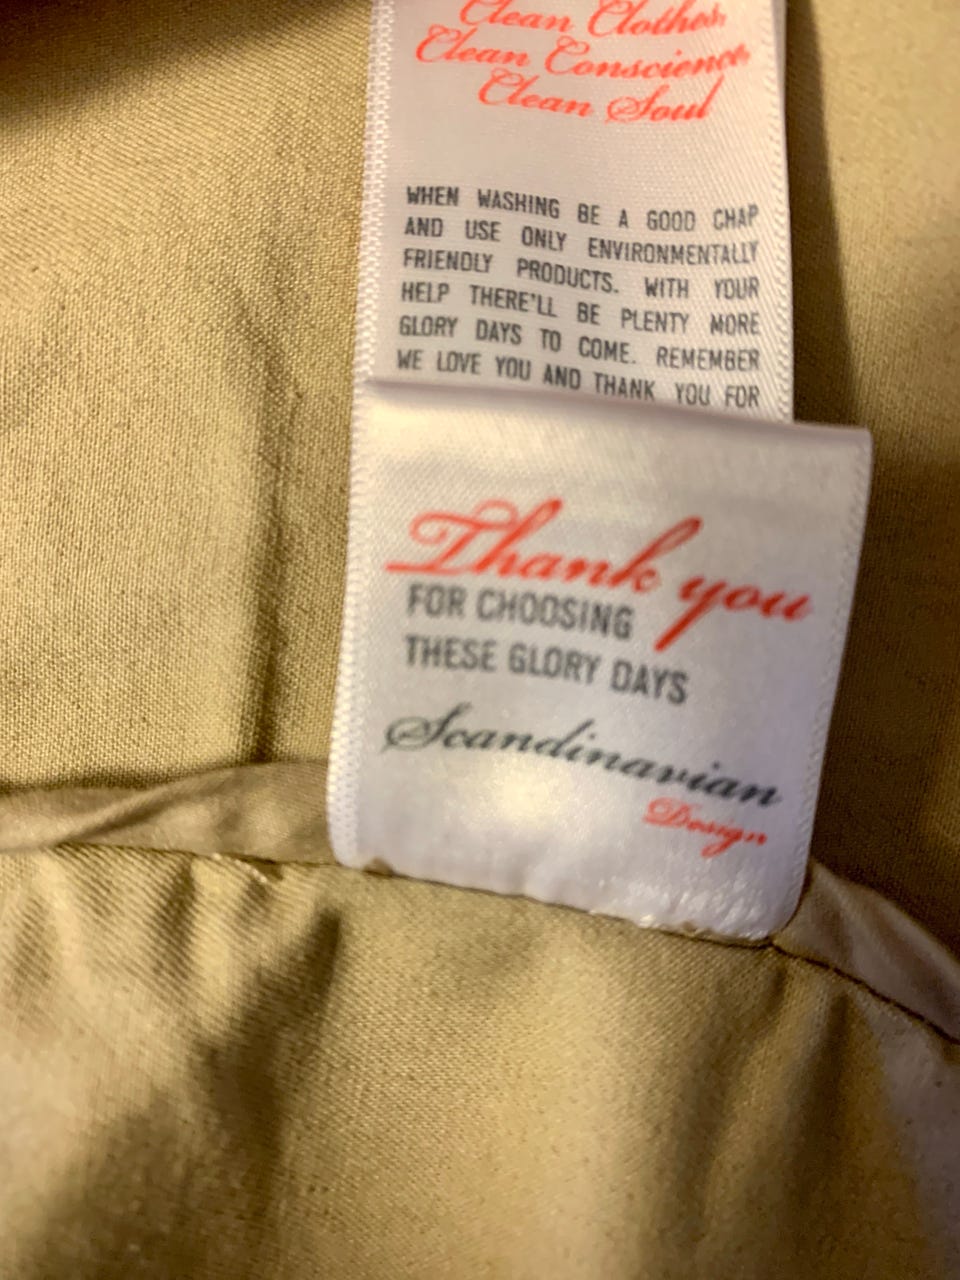 Clean Clothes,
Clean Conscience,
Clean Soul
WHEN WASHING BE A GOOD CHAP
AND USE ONLY ENVIRONMENTALLY
FRIENDLY PRODUCTS. WITH YOUR
HELP THERE'LL BE PLENTY MORE
GLORY DAYS TO COME. REMEMBER
WE LOVE YOU AND THANK YOU FOR
Thank you
FOR CHOOSING
THESE GLORY DAYS
Scandinavian
Design